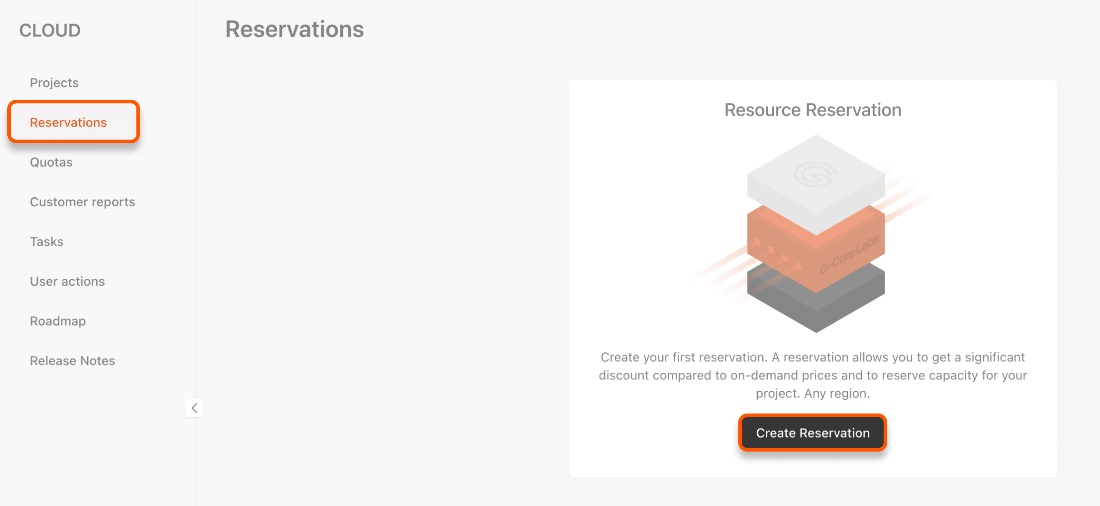 CLOUD
Projects
Reservations
Quotas
Customer reports
Tasks
User actions
Roadmap
Release Notes
Reservations
Resource Reservation
G-Core Labs
Create your first reservation. A reservation allows you to get a significant
discount compared to on-demand prices and to reserve capacity for your
project. Any region.
Create Reservation